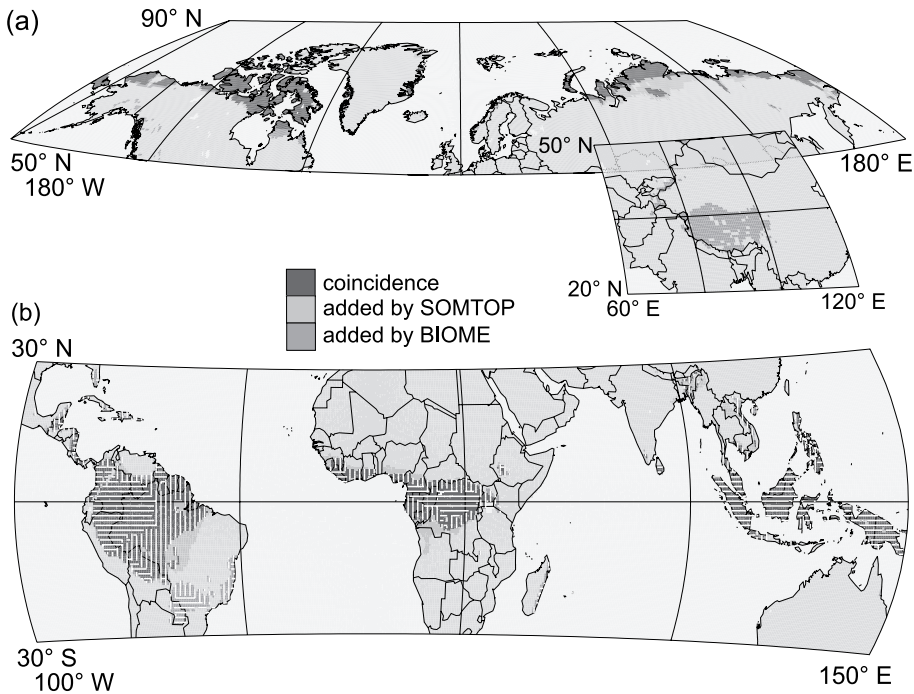 (a)
90° N
50° N
180° W
50° N
180° E
20° N
60° E
120° E
coincidence
added by SOMTOP
added by BIOME
(b)
30° N
30° S
100° W
150° E